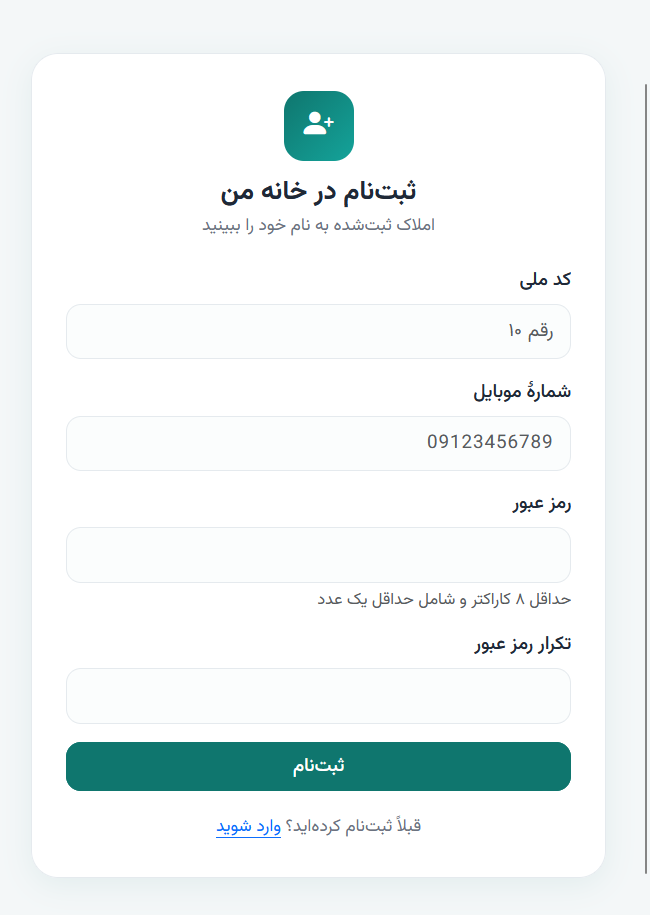 ثبت‌نام در خانه من
املاک ثبت‌شده به نام خود را ببینید
کد ملی
رقم ۱۰
شمارهٔ موبایل
09123456789
رمز عبور
حداقل ۸ کاراکتر و شامل حداقل یک عدد
تکرار رمز عبور
ثبت‌نام
قبلاً ثبت‌نام کرده‌اید؟ وارد شوید